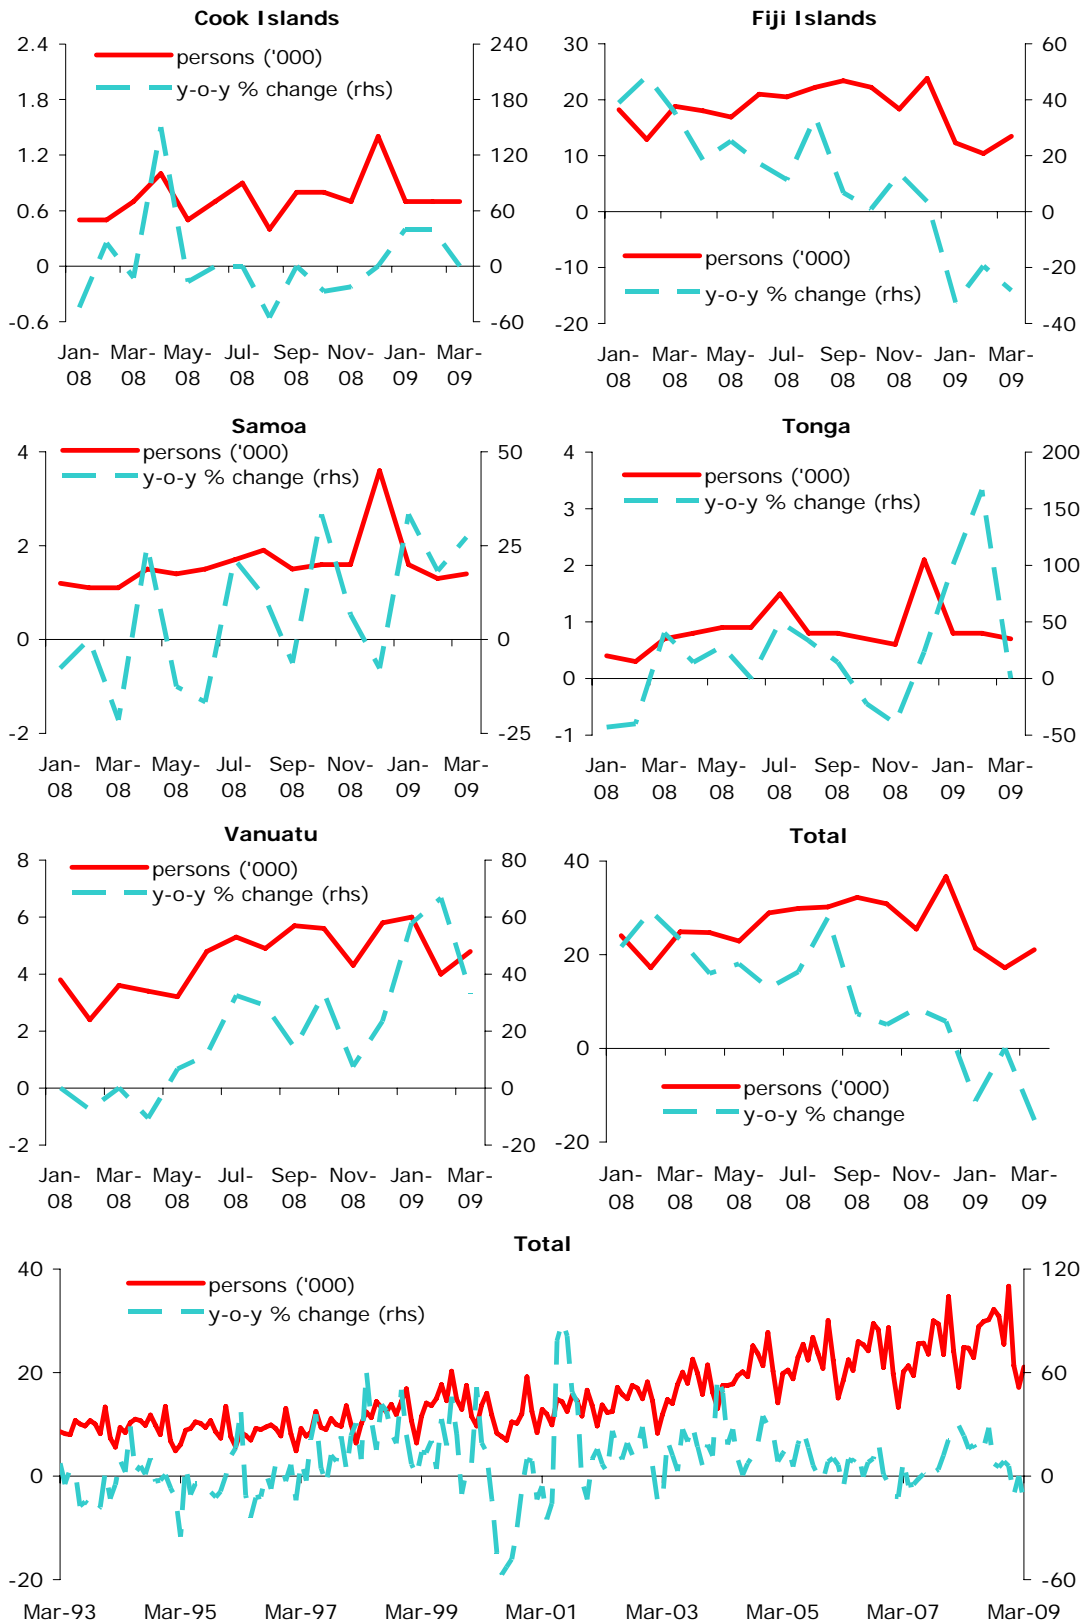 Cook Islands
2.4
1.8
1.2
0.6
0
-0.6
240
180
120
60
0
-60
persons ('000)
y-o-y % change (rhs)
Jan-08 Mar-08 May-08 Jul-08 Sep-08 Nov-08 Jan-09 Mar-09
Fiji Islands
30
20
10
0
-10
-20
60
40
20
0
-20
-40
persons ('000)
y-o-y % change (rhs)
Jan-08 Mar-08 May-08 Jul-08 Sep-08 Nov-08 Jan-09 Mar-09
Samoa
4
2
0
-2
50
25
0
-25
persons ('000)
y-o-y % change (rhs)
Jan-08 Mar-08 May-08 Jul-08 Sep-08 Nov-08 Jan-09 Mar-09
Tonga
4
3
2
1
0
-1
200
150
100
50
0
-50
persons ('000)
y-o-y % change (rhs)
Jan-08 Mar-08 May-08 Jul-08 Sep-08 Nov-08 Jan-09 Mar-09
Vanuatu
8
6
4
2
0
-2
80
60
40
20
0
-20
persons ('000)
y-o-y % change (rhs)
Jan-08 Mar-08 May-08 Jul-08 Sep-08 Nov-08 Jan-09 Mar-09
Total
40
20
0
-20
persons ('000)
y-o-y % change
Jan-08 Mar-08 May-08 Jul-08 Sep-08 Nov-08 Jan-09 Mar-09
Total
40
20
0
-20
120
60
0
-60
persons ('000)
y-o-y % change (rhs)
Mar-93 Mar-95 Mar-97 Mar-99 Mar-01 Mar-03 Mar-05 Mar-07 Mar-09